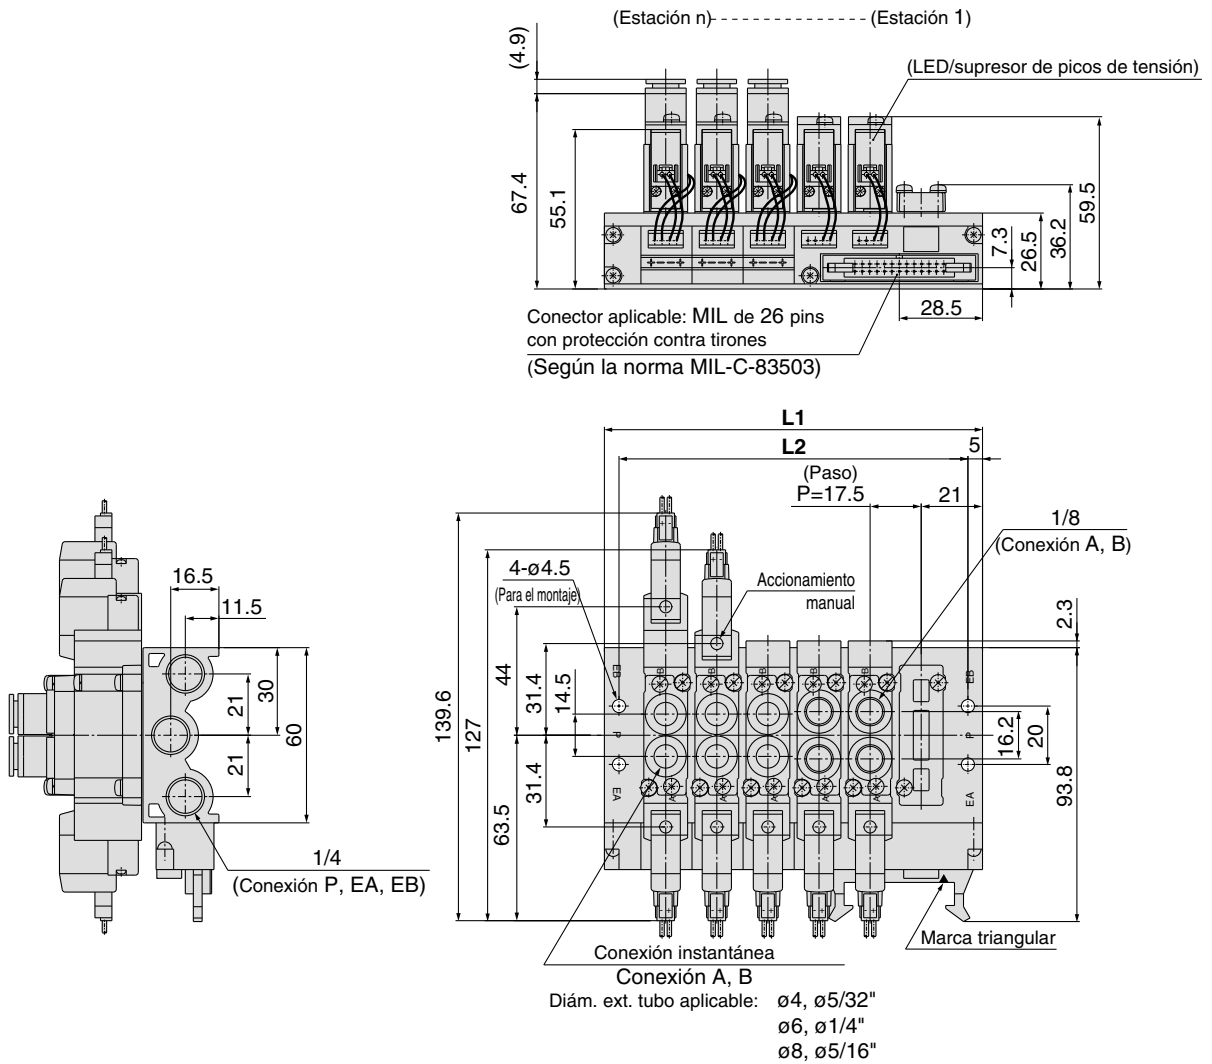 (Estación n)
(Estación 1)
(4.9)
(LED/supresor de picos de tensión)
67.4
55.1
7.3
26.5
36.2
59.5
28.5
Conector aplicable: MIL de 26 pins
con protección contra tirones
(Según la norma MIL-C-83503)
L1
L2
5
(Paso)
P=17.5
21
1/8
(Conexión A, B)
4-ø4.5
(Para el montaje)
Accionamiento
manual
16.5
11.5
2.3
44
31.4
14.5
139.6
127
21
30
60
21
EB
B
B
B
B
B
EB
P
P
16.2
20
93.8
31.4
63.5
EA
A
A
A
A
A
EA
1/4
(Conexión P, EA, EB)
Marca triangular
Conexión instantánea
Conexión A, B
Diám. ext. tubo aplicable: ø4, ø5/32"
ø6, ø1/4"
ø8, ø5/16"